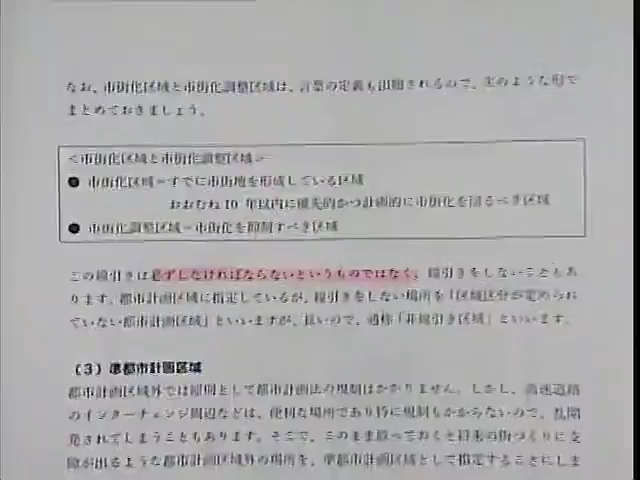 なお、市街化区域と市街化調整区域は、言葉の定義も出題されるので、次のような形で
まとめておきましょう。
＜市街化区域と市街化調整区域＞
● 市街化区域＝すでに市街地を形成している区域
おおむね 10 年以内に優先的かつ計画的に市街化を図るべき区域
● 市街化調整区域＝市街化を抑制すべき区域
この線引きは必ずしなければならないというものではなく、線引きをしないこともあ
ります。都市計画区域に指定しているが、線引きをしない場所を「区域区分が定められ
ていない都市計画区域」といいますが、長いので、通称「非線引き区域」といいます。
（3）準都市計画区域
都市計画区域外では原則として都市計画法の規制はかかりません。しかし、高速道路
のインターチェンジ周辺などは、便利な場所であり特に規制もかからないので、乱開
発されてしまうこともあります。そこで、このまま放っておくと将来の街づくりに支
障が出るような都市計画区域外の場所を、準都市計画区域として指定することにしま